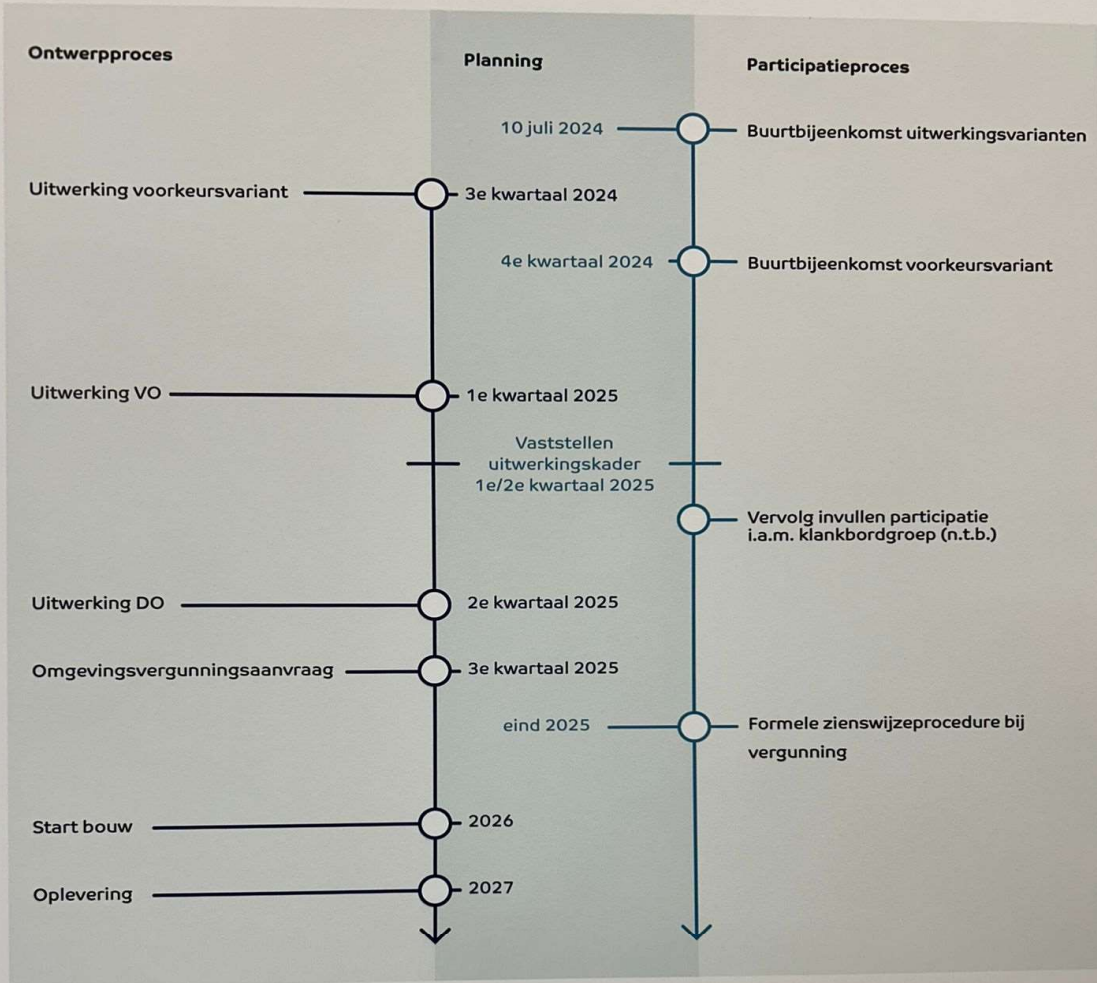 Ontwerpproces
Planning
Participatieproces
10 juli 2024
Buurtbijeenkomst uitwerkingsvarianten
Uitwerking voorkeursvariant
3e kwartaal 2024
4e kwartaal 2024
Buurtbijeenkomst voorkeursvariant
Uitwerking VO
1e kwartaal 2025
Vaststellen
uitwerkingskader
1e/2e kwartaal 2025
Vervolg invullen participatie
i.a.m. klankbordgroep (n.t.b.)
Uitwerking DO
2e kwartaal 2025
Omgevingsvergunningsaanvraag
3e kwartaal 2025
eind 2025
Formele zienswijzeprocedure bij
vergunning
Start bouw
2026
Oplevering
2027